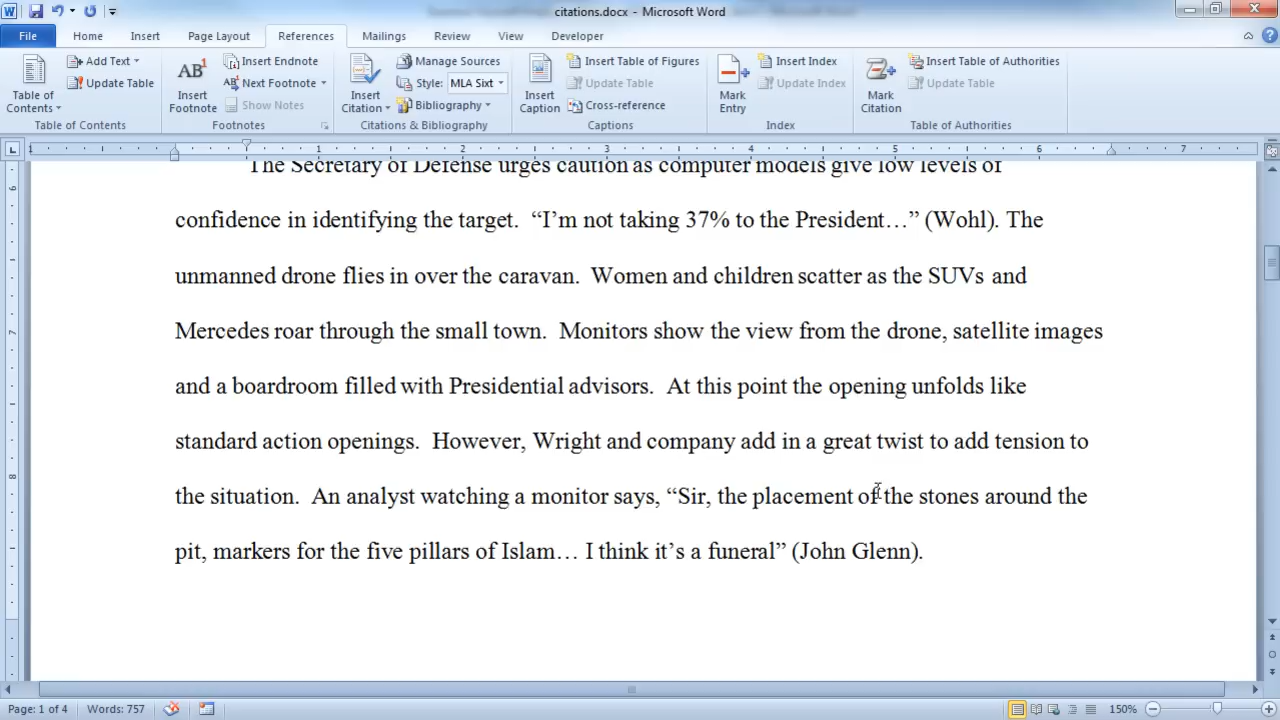 citations.docx - Microsoft Word
File Home Insert Page Layout References Mailings Review View Developer
Table of Contents
Add Text
Update Table
Table of Contents
Insert Footnote
Insert Endnote
Next Footnote
Show Notes
Footnotes
Insert Citation
Manage Sources
Style: MLA Sixt
Bibliography
Citations & Bibliography
Insert Caption
Insert Table of Figures
Update Table
Cross-reference
Captions
Mark Entry
Insert Index
Update Index
Index
Mark Citation
Insert Table of Authorities
Update Table
Table of Authorities
1 1 2 3 4 5 6 7
The Secretary of Defense urges caution as computer models give low levels of
confidence in identifying the target.  “I’m not taking 37% to the President…” (Wohl). The
unmanned drone flies in over the caravan.  Women and children scatter as the SUVs and
Mercedes roar through the small town.  Monitors show the view from the drone, satellite images
and a boardroom filled with Presidential advisors.  At this point the opening unfolds like
standard action openings.  However, Wright and company add in a great twist to add tension to
the situation.  An analyst watching a monitor says, “Sir, the placement of the stones around the
pit, markers for the five pillars of Islam… I think it’s a funeral” (John Glenn).
Page: 1 of 4 Words: 757 150%